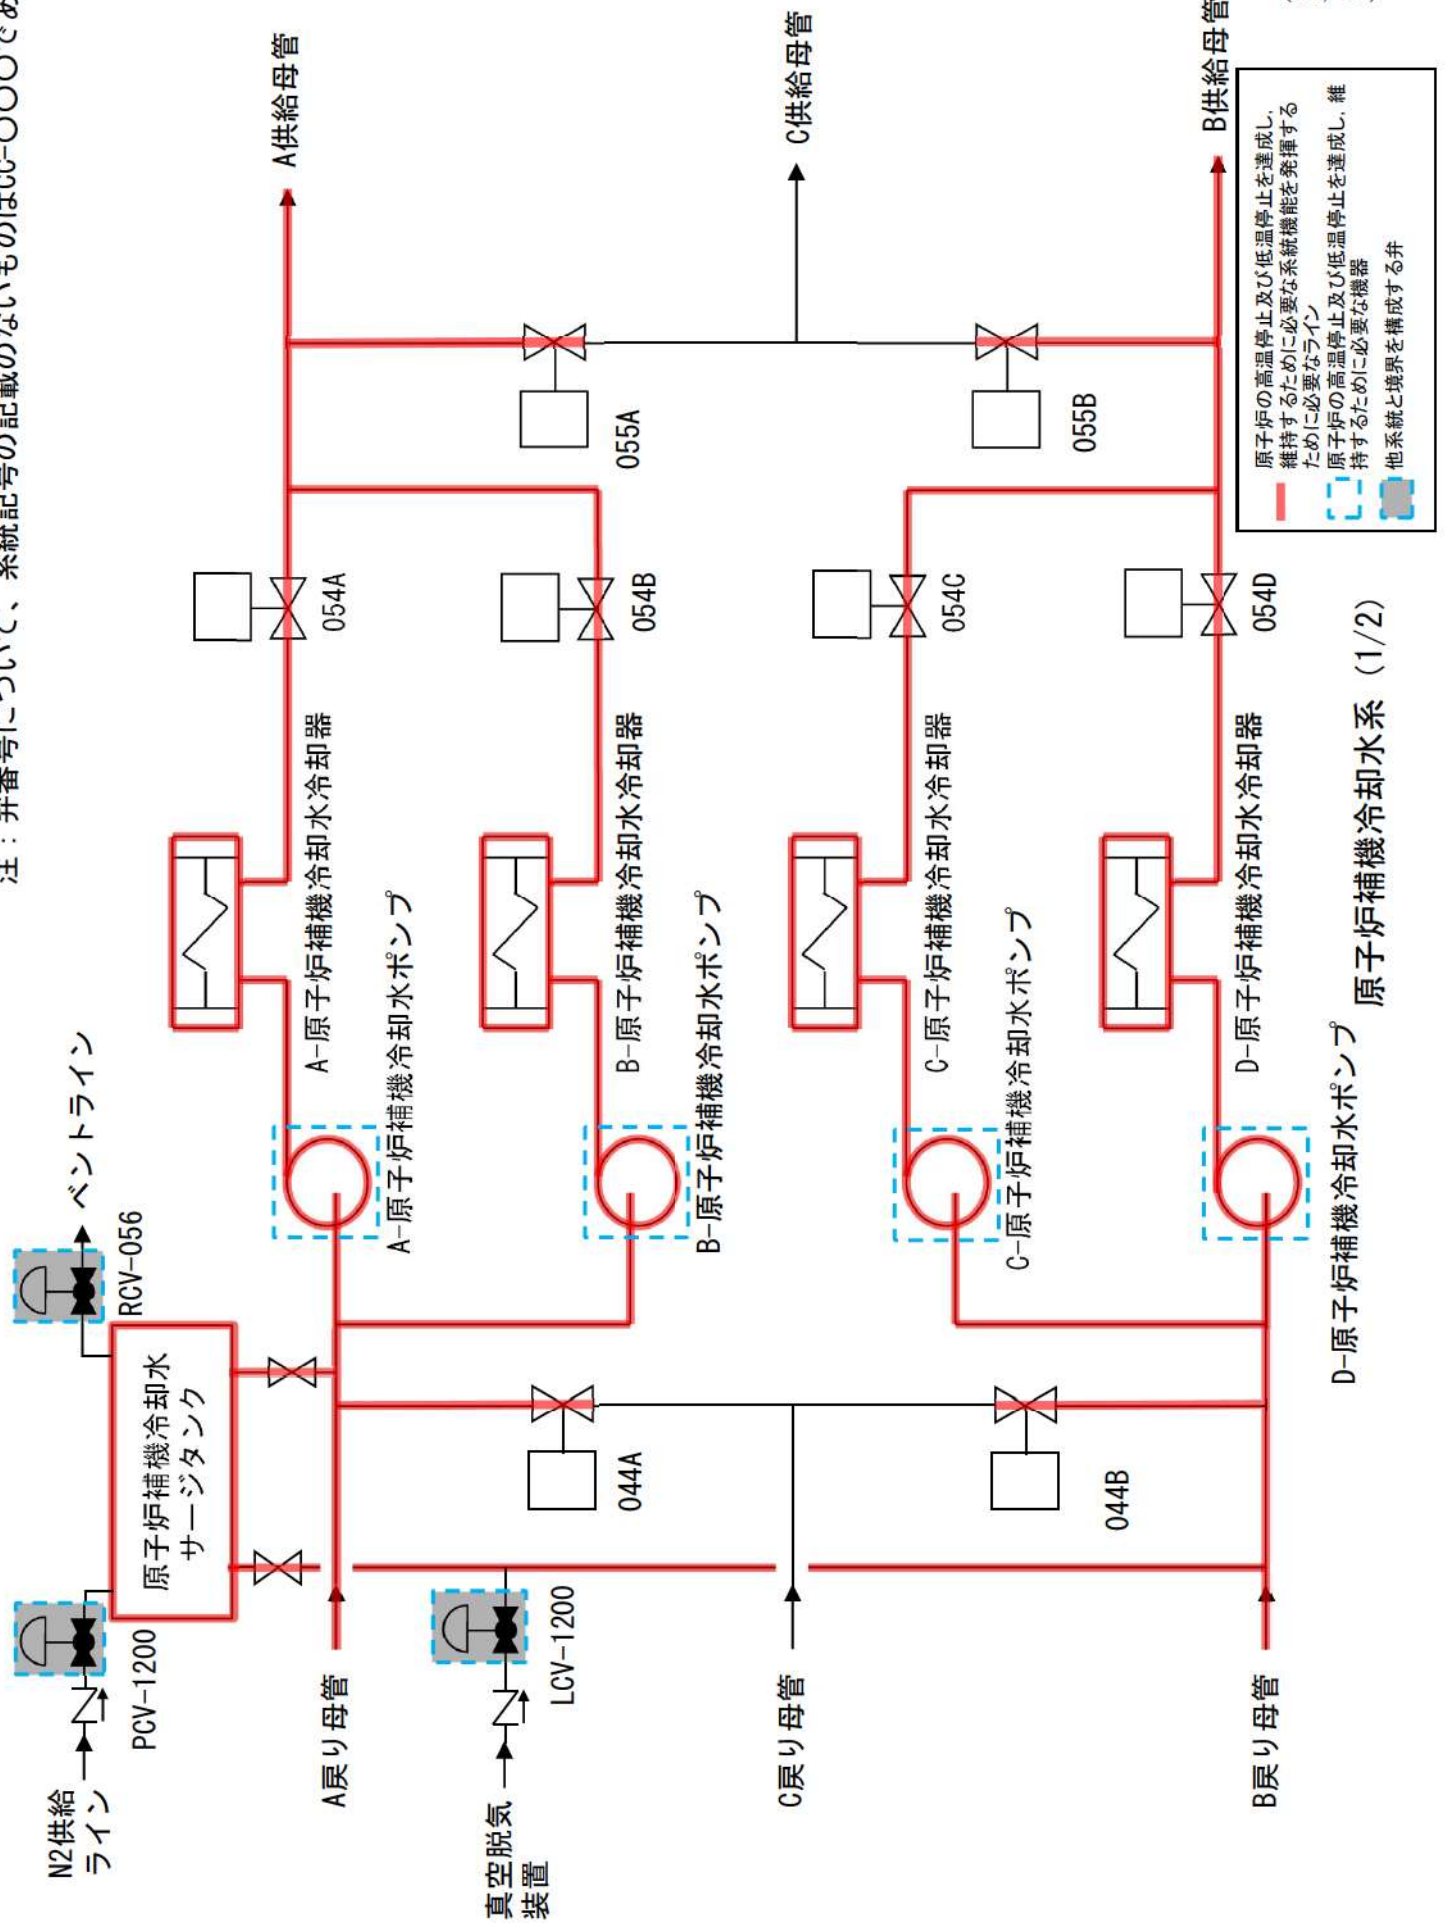 注：弁番号について、系統記号の記載のないものはCC-〇〇〇であ
N2供給
ライン
PCV-1200
原子炉補機冷却水
サージタンク
RCV-056
ベントライン
A戻り母管
真空脱気
装置
LCV-1200
C戻り母管
B戻り母管
044A
044B
A-原子炉補機冷却水ポンプ
B-原子炉補機冷却水ポンプ
C-原子炉補機冷却水ポンプ
D-原子炉補機冷却水ポンプ
A-原子炉補機冷却水冷却器
B-原子炉補機冷却水冷却器
C-原子炉補機冷却水冷却器
D-原子炉補機冷却水冷却器
054A
054B
054C
054D
055A
055B
A供給母管
C供給母管
B供給母管
原子炉の高温停止及び低温停止を達成し,
維持するために必要な系統機能を発揮する
ために必要なライン
原子炉の高温停止及び低温停止を達成し, 維
持するために必要な機器
他系統と境界を構成する弁
原子炉補機冷却水系（1/2）